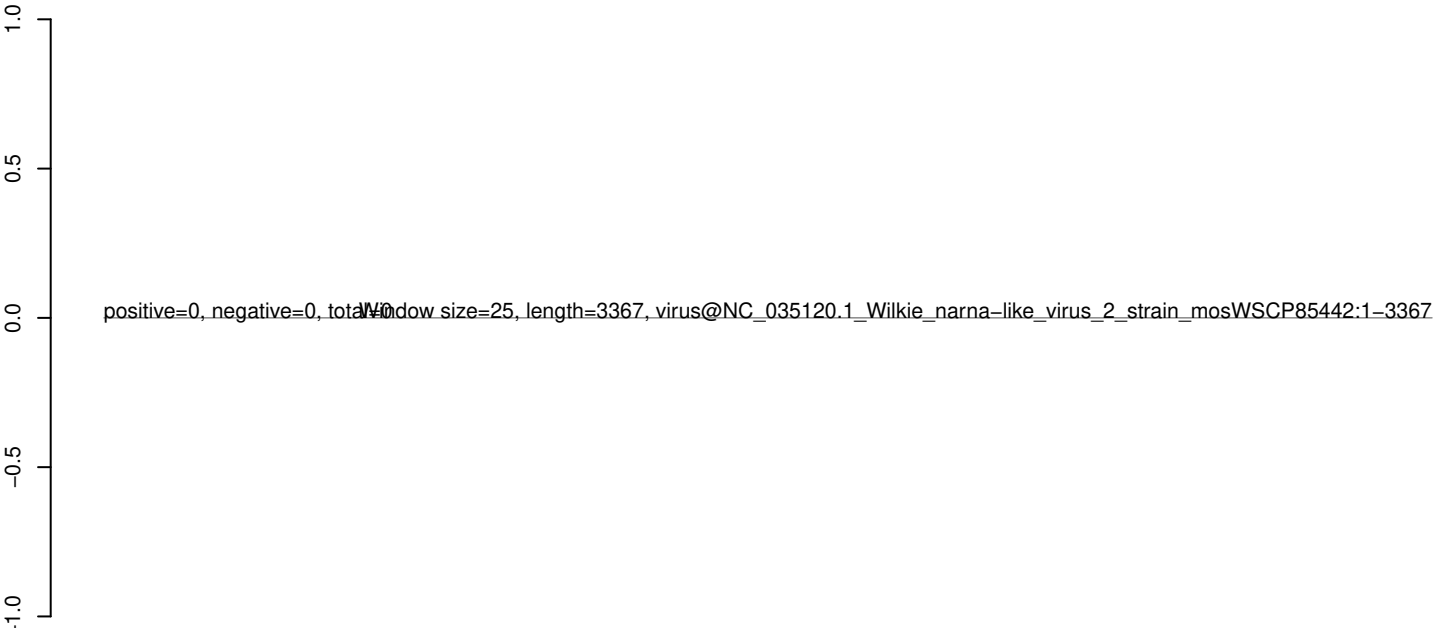 1.0
0.5
0.0
−0.5
−1.0
positive=0, negative=0, total=0
Window size=25, length=3367, virus@NC_035120.1_Wilkie_narna−like_virus_2_strain_mosWSCP85442:1−3367